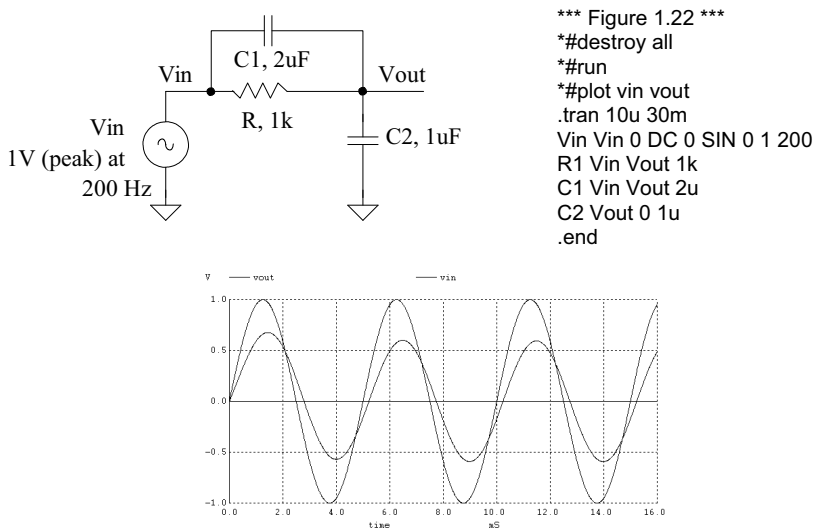 C1, 2uF
Vin
Vout
R, 1k
C2, 1uF
Vin
1V (peak) at
200 Hz
*** Figure 1.22 ***
*#destroy all
*#run
*#plot vin vout
.tran 10u 30m
Vin Vin 0 DC 0 SIN 0 1 200
R1 Vin Vout 1k
C1 Vin Vout 2u
C2 Vout 0 1u
.end
V vout vin
1.0
0.5
0.0
-0.5
-1.0
0.0 2.0 4.0 6.0 8.0 10.0 12.0 14.0 16.0
time mS